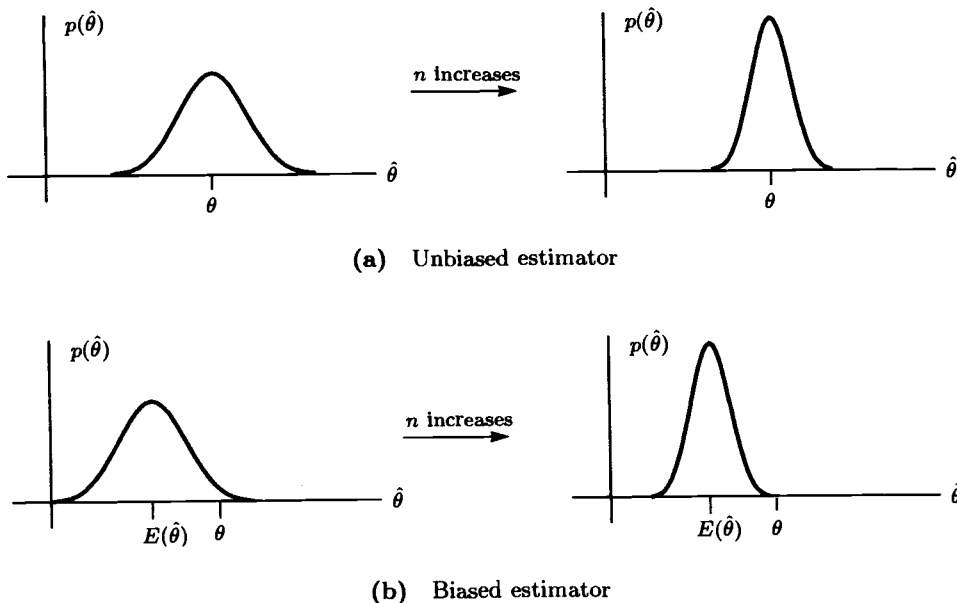 p(θ̂)
p(θ̂)
n increases
θ̂
θ̂
θ
θ
(a) Unbiased estimator
p(θ̂)
p(θ̂)
n increases
θ̂
θ̂
E(θ̂)
θ
E(θ̂)
θ
(b) Biased estimator